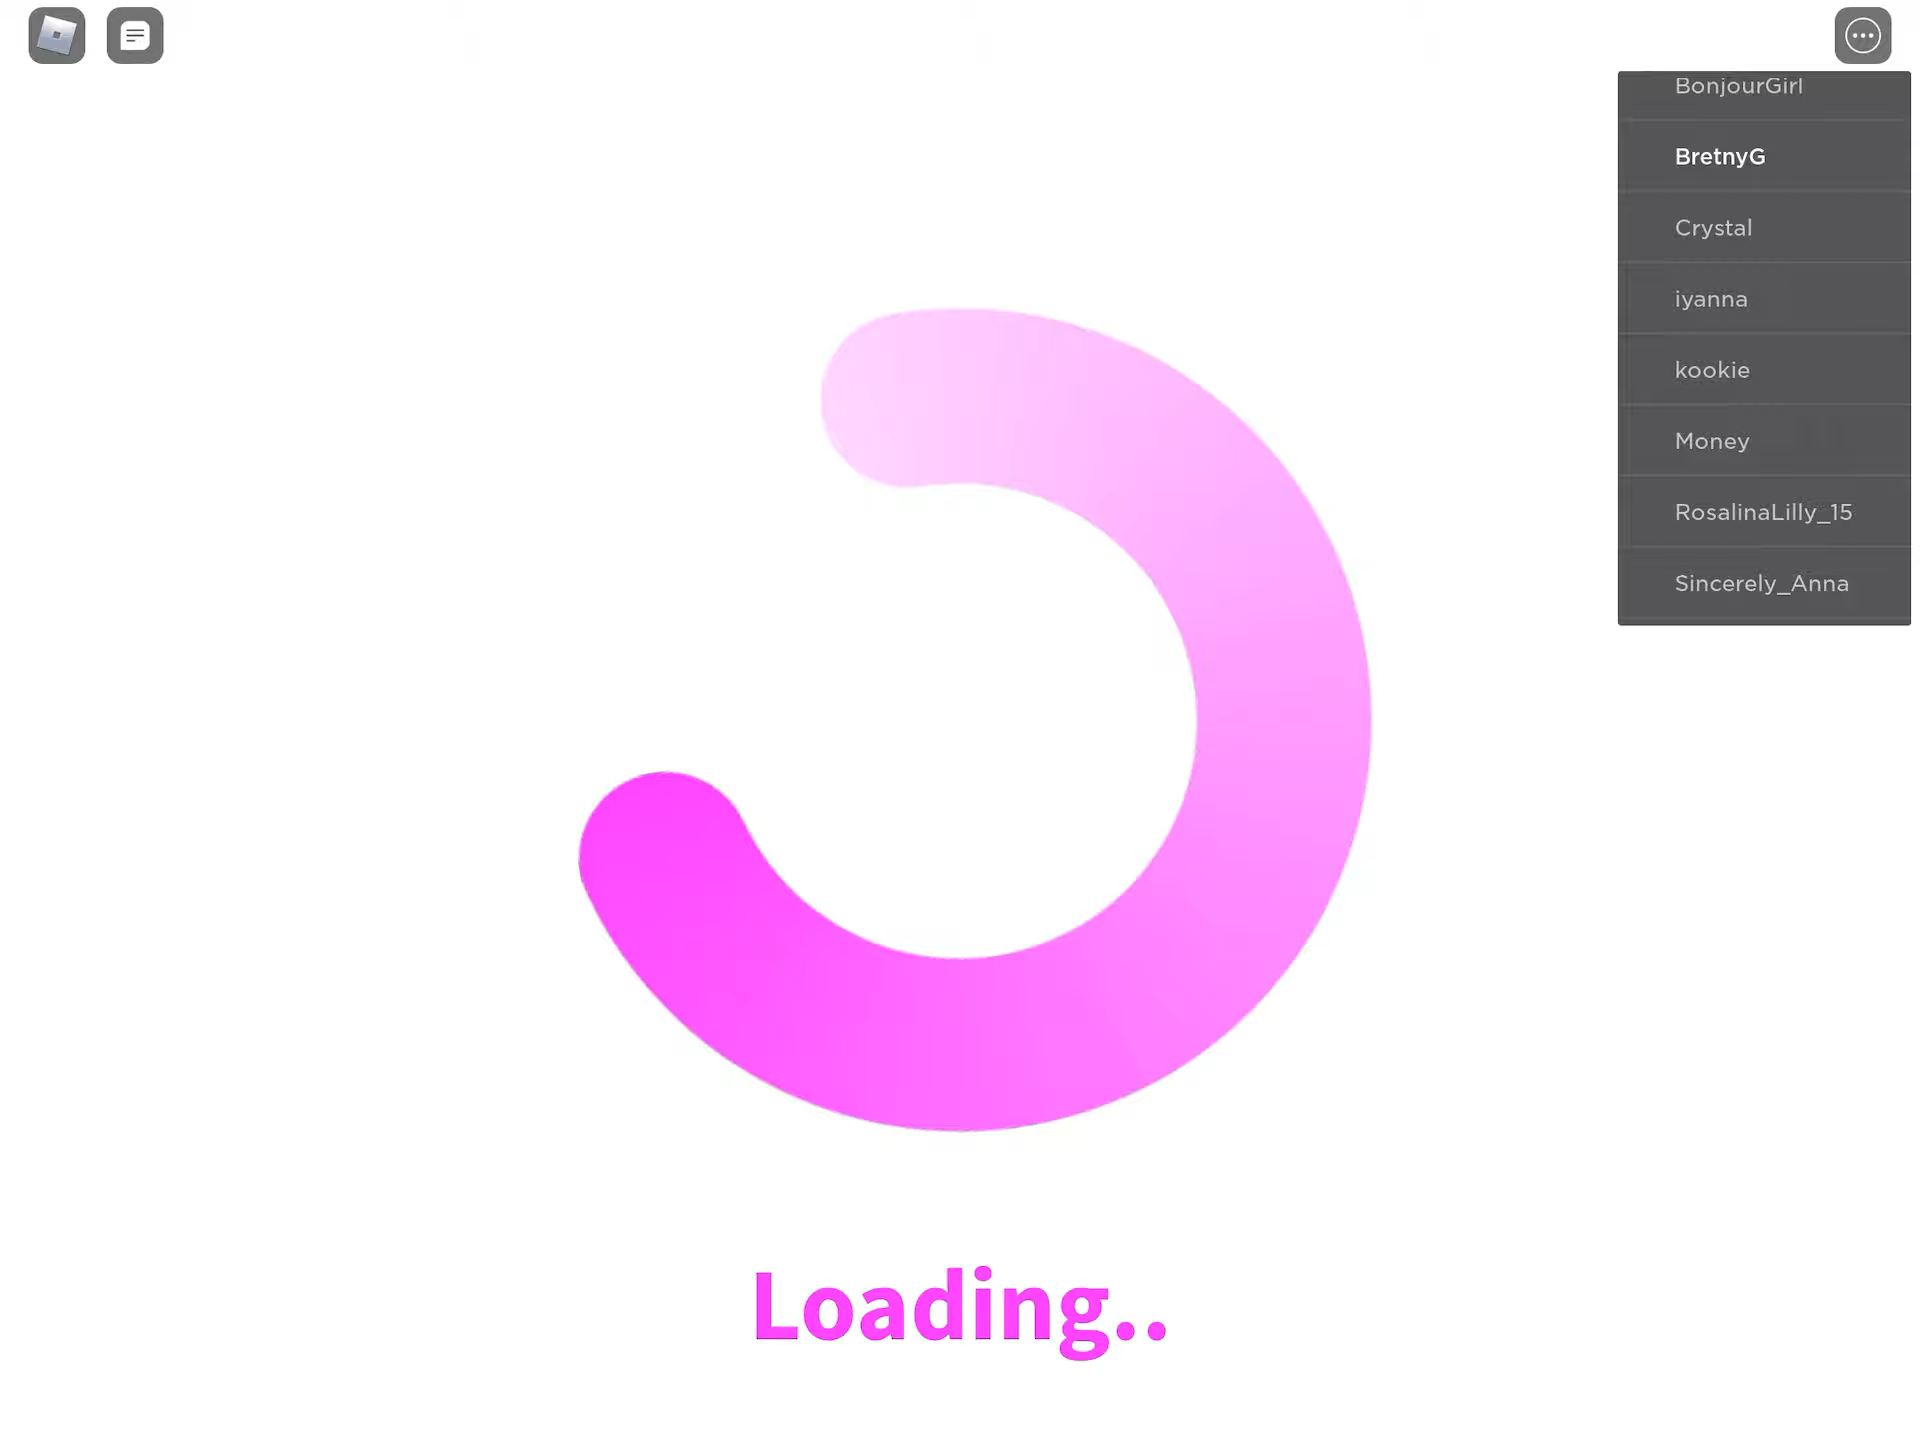 BonjourGirl
BretnyG
Crystal
iyanna
kookie
Money
RosalinaLilly_15
Sincerely_Anna
Loading..